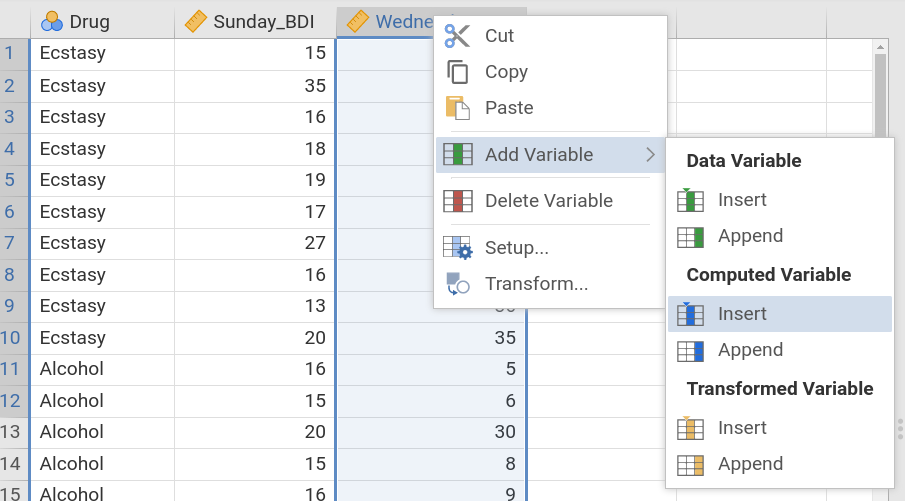 Drug Sunday_BDI
1 Ecstasy 15
2 Ecstasy 35
3 Ecstasy 16
4 Ecstasy 18
5 Ecstasy 19
6 Ecstasy 17
7 Ecstasy 27
8 Ecstasy 16
9 Ecstasy 13
10 Ecstasy 20 35
11 Alcohol 16 5
12 Alcohol 15 6
13 Alcohol 20 30
14 Alcohol 15 8
15 Alcohol 16 9
Cut
Copy
Paste
Add Variable
Delete Variable
Setup...
Transform...
Data Variable
Insert
Append
Computed Variable
Insert
Append
Transformed Variable
Insert
Append